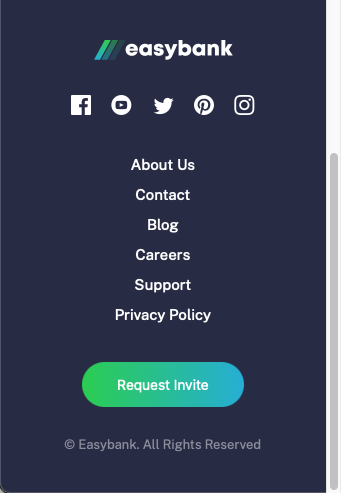 easybank
About Us
Contact
Blog
Careers
Support
Privacy Policy
Request Invite
© Easybank. All Rights Reserved